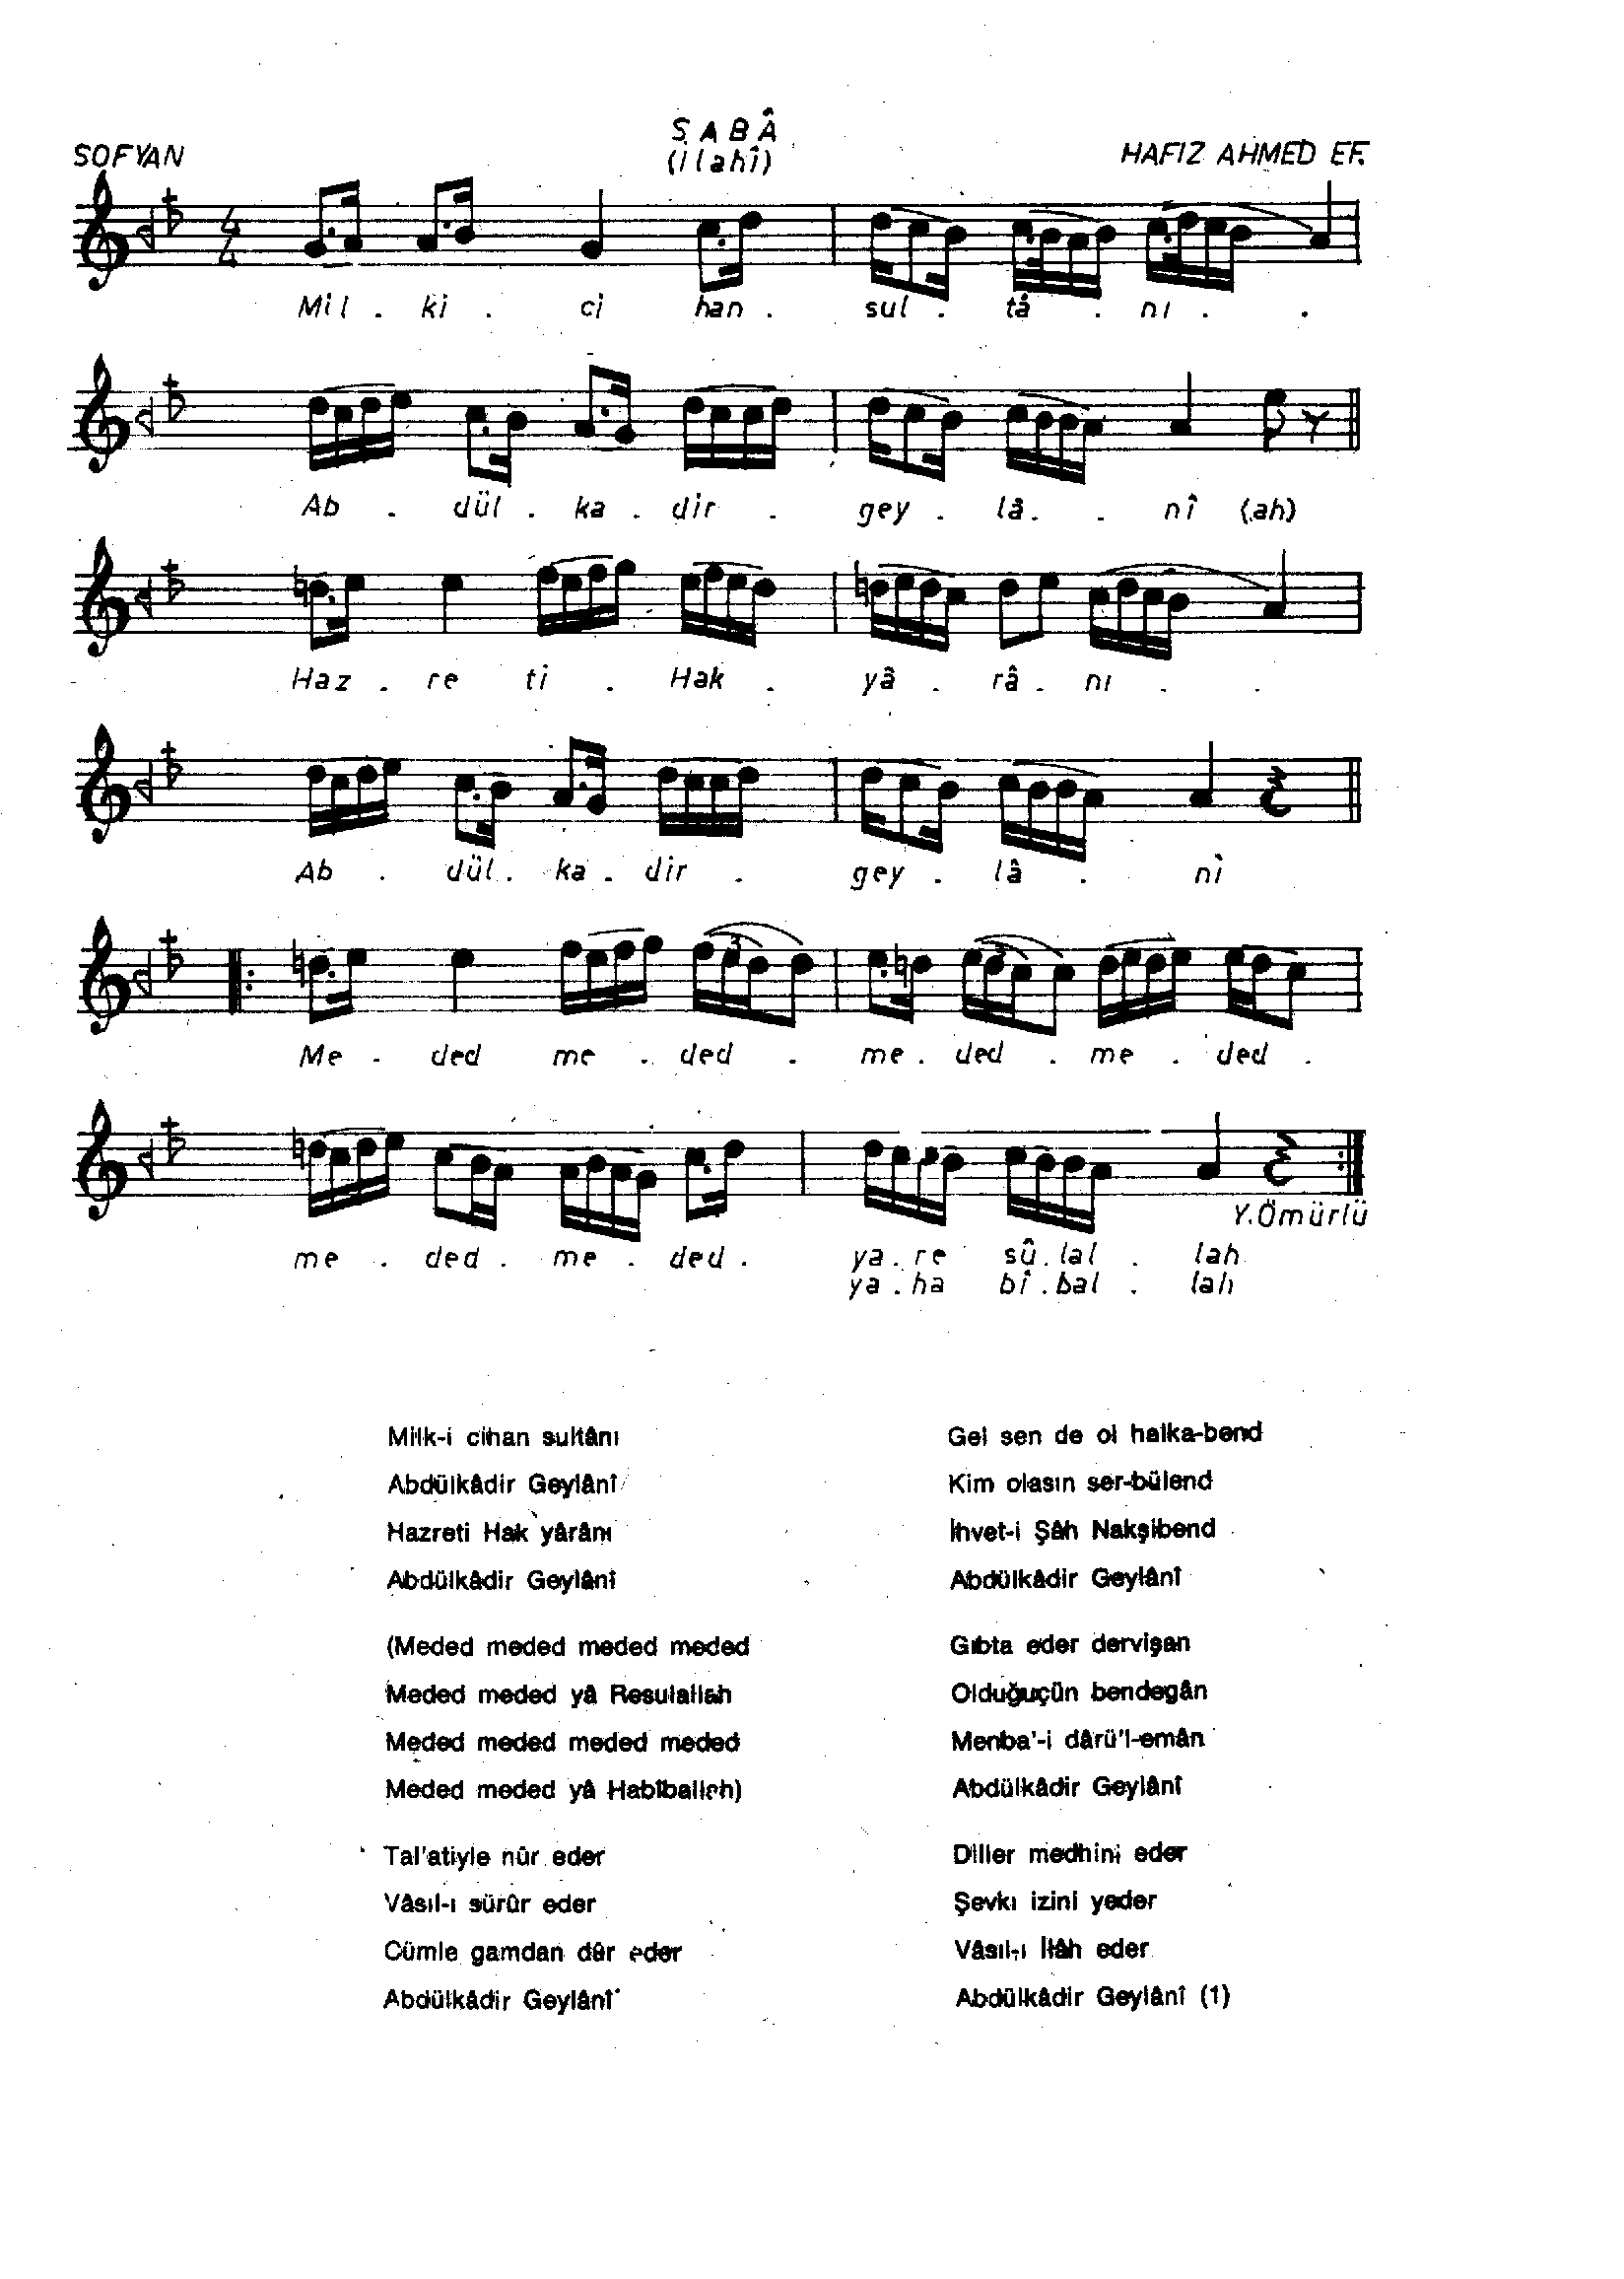 SABÂ
SOFYAN
(ilahî)
HAFIZ AHMED EF.
4
4
Mil . ki . ci han . sul . tâ . nı . .
Ab . dül . ka . dir . gey . lâ . . nî (ah)
Haz . re ti . Hak . yâ . râ . nı . .
Ab . dül . ka . dir . gey . lâ . nî
3
Me . ded me . ded . me . ded . me . ded .
Y. Ömürlü
me . ded . me . ded . ya . re sû . lal . lah
ya . ha bî . bal . lah
Milk-i cihan sultânı
Abdülkâdir Geylânî
Hazreti Hak yârânı
Abdülkâdir Geylânî
(Meded meded meded meded
Meded meded yâ Resulallah
Meded meded meded meded
Meded meded yâ Habîballah)
Tal'atiyle nûr eder
Vâsıl-ı sürûr eder
Cümle gamdan dûr eder
Abdülkâdir Geylânî
Gel sen de ol halka-bend
Kim olasın ser-bülend
İhvet-i Şâh Nakşibend
Abdülkâdir Geylânî
Gıbta eder dervişan
Olduğuçün bendegân
Menba'-i dârü'l-emân
Abdülkâdir Geylânî
Diller medhini eder
Şevkı izini yeder
Vâsıl-ı İlâh eder
Abdülkâdir Geylânî (1)